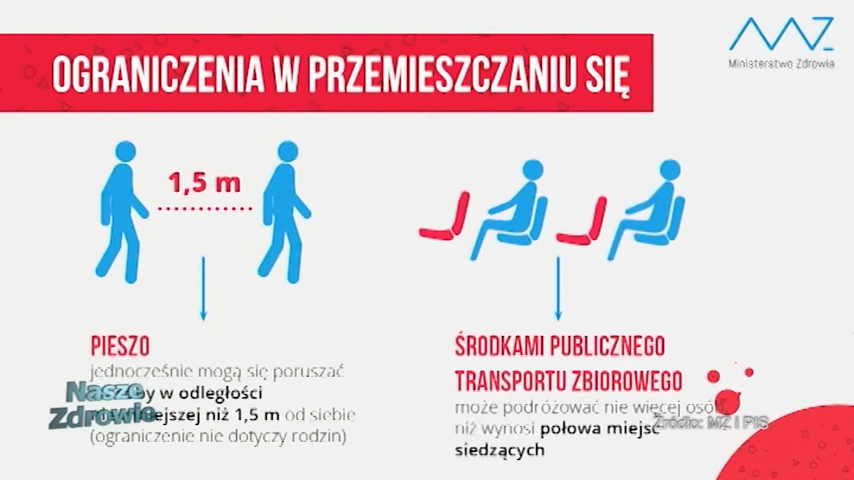 OGRANICZENIA W PRZEMIESZCZANIU SIĘ
Ministerstwo Zdrowia
1,5 m
PIESZO
jednocześnie mogą się poruszać
w odległości
niż 1,5 m od siebie
(ograniczenie nie dotyczy rodzin)
ŚRODKAMI PUBLICZNEGO
TRANSPORTU ZBIOROWEGO
może podróżować nie więcej osób,
niż wynosi połowa miejsc
siedzących
Nasze
Zdrowie
Źródło: MZ i PIS